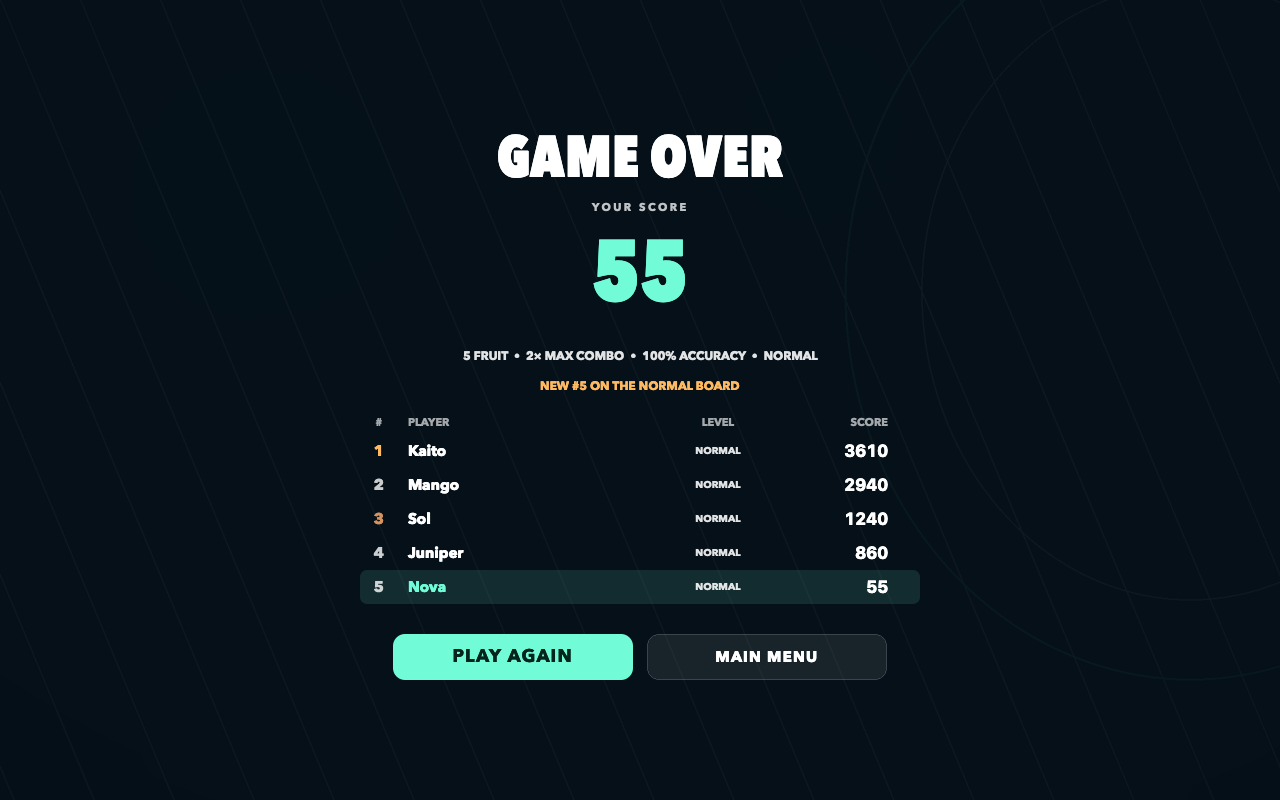 GAME OVER
YOUR SCORE
55
5 FRUIT • 2× MAX COMBO • 100% ACCURACY • NORMAL
NEW #5 ON THE NORMAL BOARD
# PLAYER LEVEL SCORE
1 Kaito NORMAL 3610
2 Mango NORMAL 2940
3 Sol NORMAL 1240
4 Juniper NORMAL 860
5 Nova NORMAL 55
PLAY AGAIN MAIN MENU